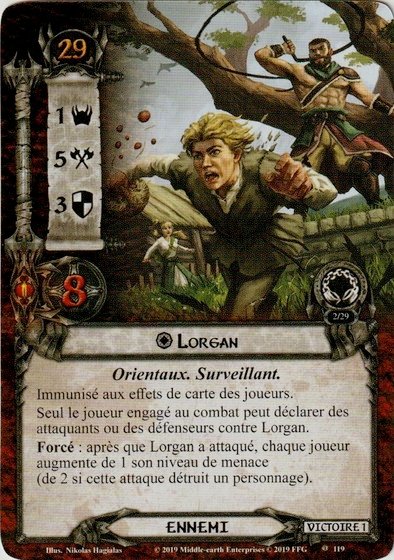 29
1
5
3
8
2/29
LORGAN
Orientaux. Surveillant.
Immunisé aux effets de carte des joueurs.
Seul le joueur engagé au combat peut déclarer des
attaquants ou des défenseurs contre Lorgan.
Forcé : après que Lorgan a attaqué, chaque joueur
augmente de 1 son niveau de menace
(de 2 si cette attaque détruit un personnage).
ENNEMI
VICTOIRE 1
Illus. Nikolas Hagialas
© 2019 Middle-earth Enterprises © 2019 FFG
119